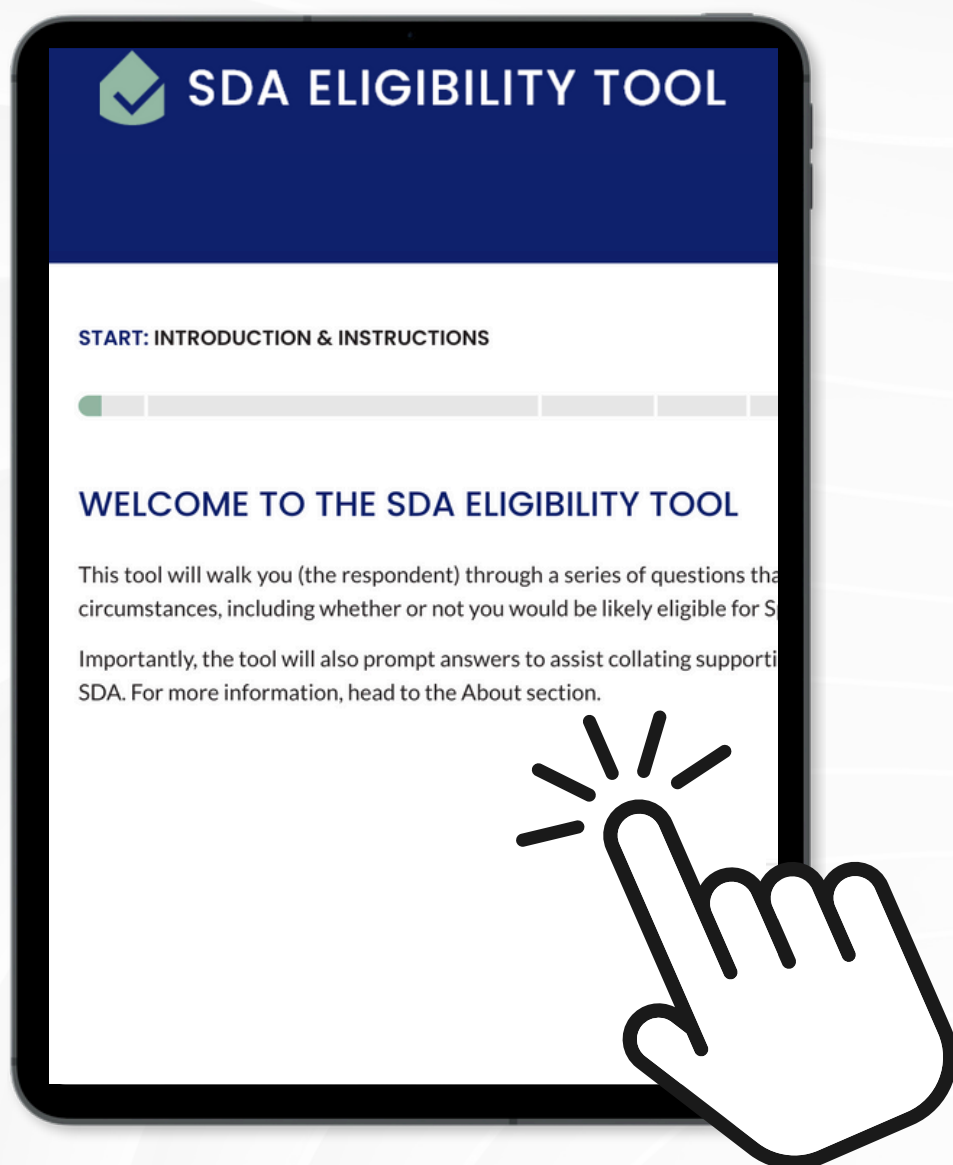 SDA ELIGIBILITY TOOL
START: INTRODUCTION & INSTRUCTIONS
WELCOME TO THE SDA ELIGIBILITY TOOL
This tool will walk you (the respondent) through a series of questions
circumstances, including whether or not you would be likely eligible for
Importantly, the tool will also prompt answers to assist collating
SDA. For more information, head to the About section.